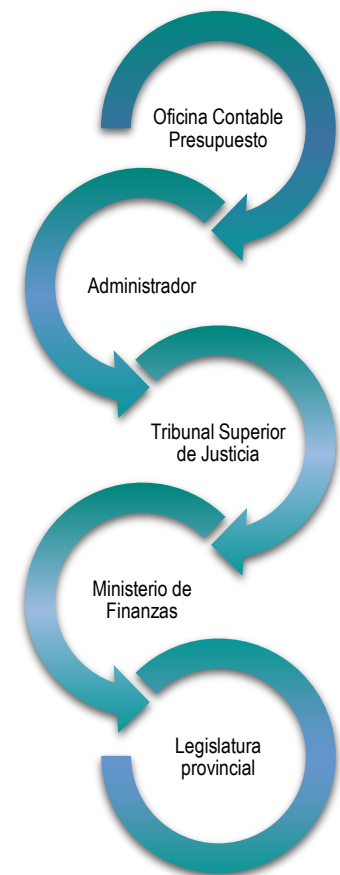 Oficina Contable
Presupuesto
Administrador
Tribunal Superior
de Justicia
Ministerio de
Finanzas
Legislatura
provincial